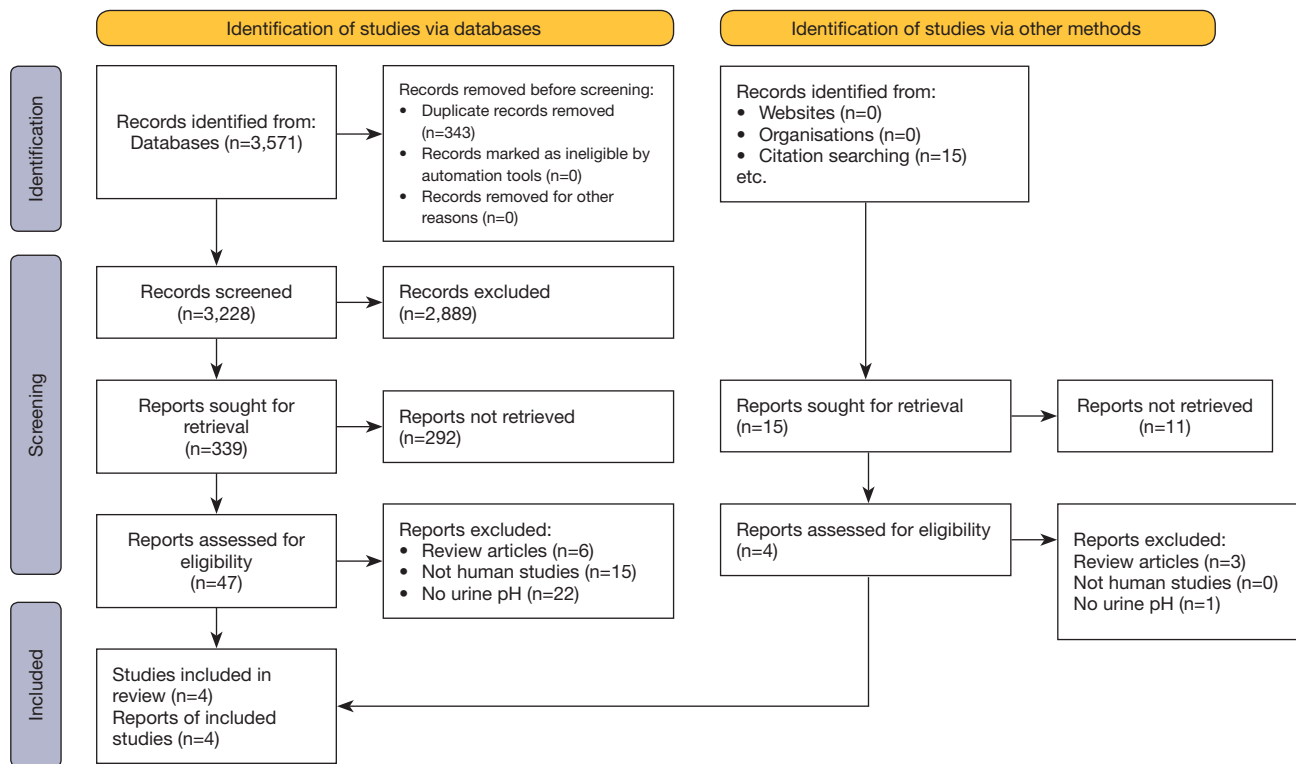 Identification of studies via databases
Identification of studies via other methods
Identification
Records identified from:
Databases (n=3,571)
Records removed before screening:
• Duplicate records removed
(n=343)
• Records marked as ineligible by
automation tools (n=0)
• Records removed for other
reasons (n=0)
Records identified from:
• Websites (n=0)
• Organisations (n=0)
• Citation searching (n=15)
etc.
Screening
Records screened
(n=3,228)
Records excluded
(n=2,889)
Reports sought for
retrieval
(n=339)
Reports not retrieved
(n=292)
Reports sought for retrieval
(n=15)
Reports not retrieved
(n=11)
Reports assessed for
eligibility
(n=47)
Reports excluded:
• Review articles (n=6)
• Not human studies (n=15)
• No urine pH (n=22)
Reports assessed for eligibility
(n=4)
Reports excluded:
Review articles (n=3)
Not human studies (n=0)
No urine pH (n=1)
Included
Studies included in
review (n=4)
Reports of included
studies (n=4)